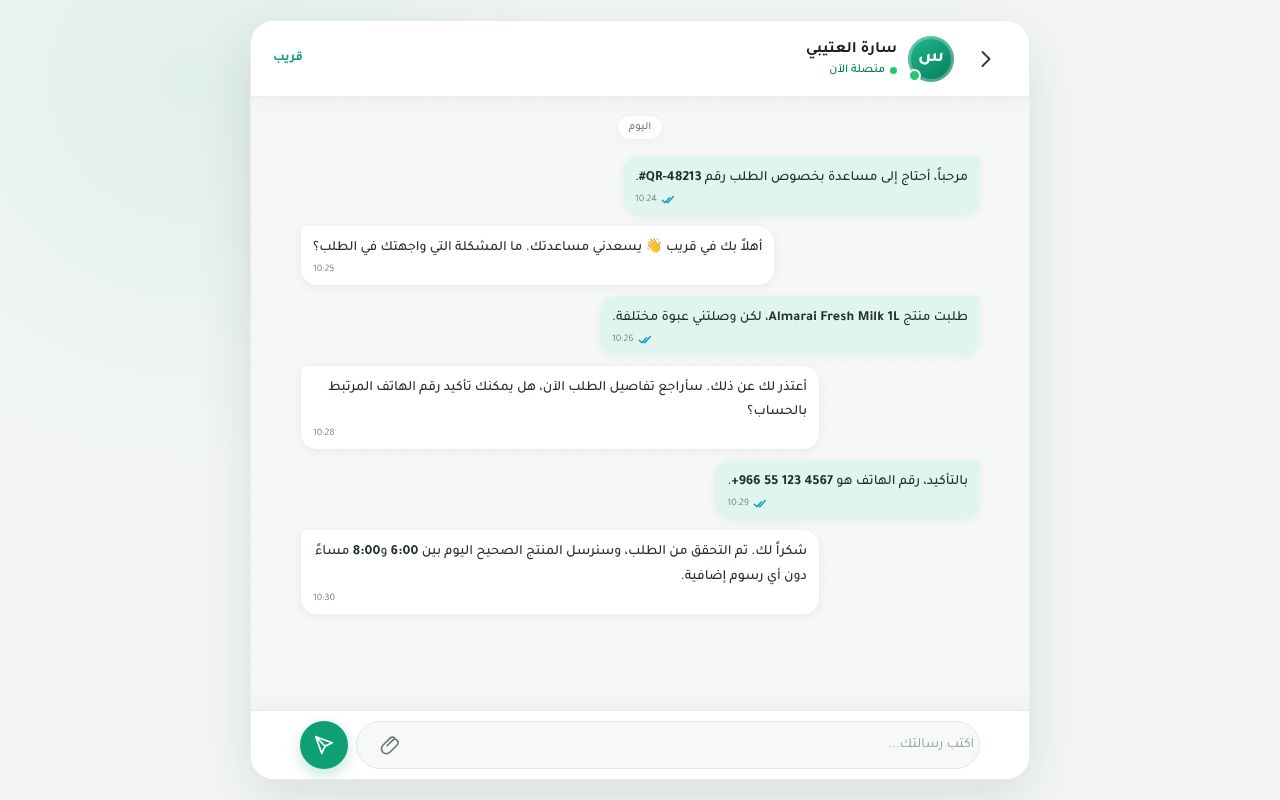 س
سارة العتيبي
متصلة الآن
قريب
اليوم
مرحباً، أحتاج إلى مساعدة بخصوص الطلب رقم #QR-48213.
10:24
أهلاً بك في قريب 👋 يسعدني مساعدتك. ما المشكلة التي واجهتك في الطلب؟
10:25
طلبت منتج Almarai Fresh Milk 1L، لكن وصلتني عبوة مختلفة.
10:26
أعتذر لك عن ذلك. سأراجع تفاصيل الطلب الآن، هل يمكنك تأكيد رقم الهاتف المرتبط
بالحساب؟
10:28
بالتأكيد، رقم الهاتف هو +966 55 123 4567.
10:29
شكراً لك. تم التحقق من الطلب، وسنرسل المنتج الصحيح اليوم بين 6:00 و8:00 مساءً
دون أي رسوم إضافية.
10:30
اكتب رسالتك...